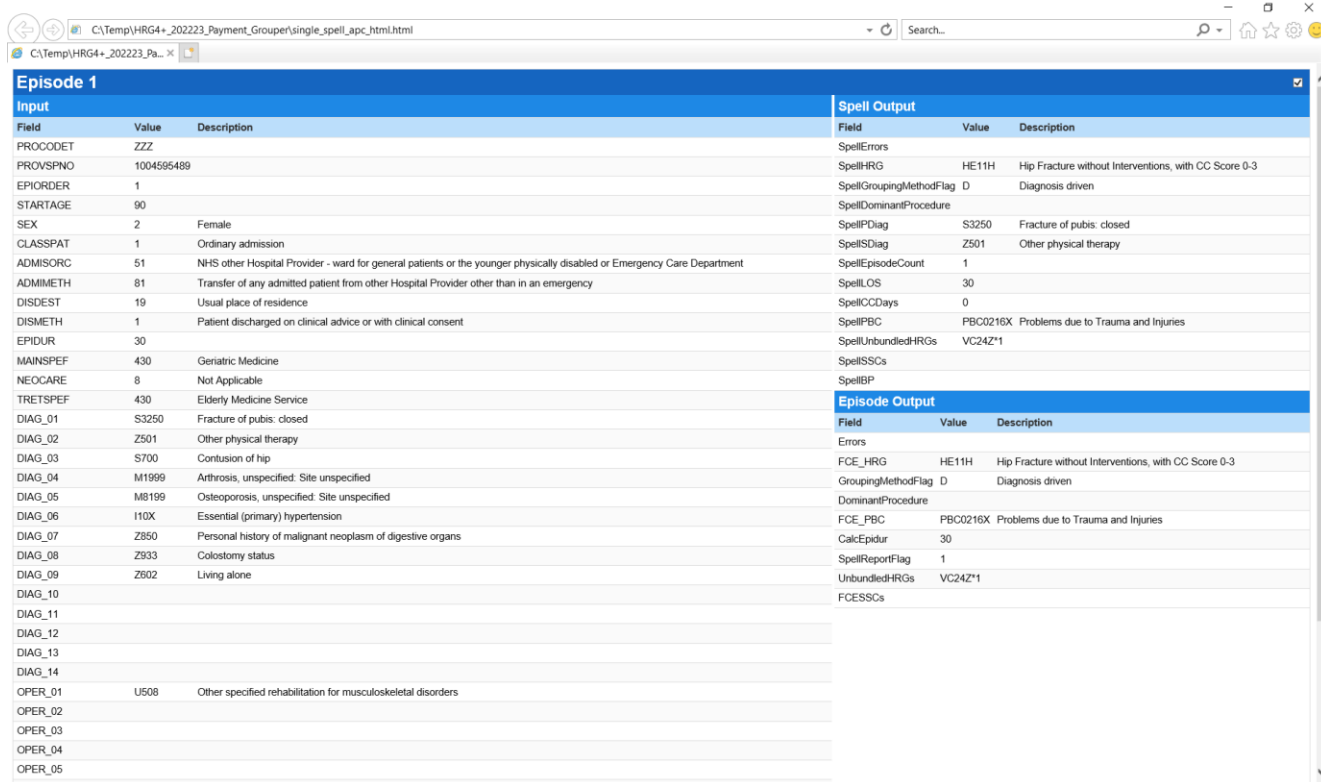 C:\Temp\HRG4+_202223_Payment_Grouper\single_spell_apc_html.html
Search...
C:\Temp\HRG4+_202223_Pa...
Episode 1
Input
Field Value Description
PROCODET ZZZ
PROVSPNO 1004595489
EPIORDER 1
STARTAGE 90
SEX 2 Female
CLASSPAT 1 Ordinary admission
ADMISORC 51 NHS other Hospital Provider - ward for general patients or the younger physically disabled or Emergency Care Department
ADMIMETH 81 Transfer of any admitted patient from other Hospital Provider other than in an emergency
DISDEST 19 Usual place of residence
DISMETH 1 Patient discharged on clinical advice or with clinical consent
EPIDUR 30
MAINSPEF 430 Geriatric Medicine
NEOCARE 8 Not Applicable
TRETSPEF 430 Elderly Medicine Service
DIAG_01 S3250 Fracture of pubis: closed
DIAG_02 Z501 Other physical therapy
DIAG_03 S700 Contusion of hip
DIAG_04 M1999 Arthrosis, unspecified: Site unspecified
DIAG_05 M8199 Osteoporosis, unspecified: Site unspecified
DIAG_06 I10X Essential (primary) hypertension
DIAG_07 Z850 Personal history of malignant neoplasm of digestive organs
DIAG_08 Z933 Colostomy status
DIAG_09 Z602 Living alone
DIAG_10
DIAG_11
DIAG_12
DIAG_13
DIAG_14
OPER_01 U508 Other specified rehabilitation for musculoskeletal disorders
OPER_02
OPER_03
OPER_04
OPER_05
Spell Output
Field Value Description
SpellErrors
SpellHRG HE11H Hip Fracture without Interventions, with CC Score 0-3
SpellGroupingMethodFlag D Diagnosis driven
SpellDominantProcedure
SpellPDiag S3250 Fracture of pubis: closed
SpellSDiag Z501 Other physical therapy
SpellEpisodeCount 1
SpellLOS 30
SpellCCDays 0
SpellPBC PBC0216X Problems due to Trauma and Injuries
SpellUnbundledHRGs VC24Z*1
SpellSSCs
SpellBP
Episode Output
Field Value Description
Errors
FCE_HRG HE11H Hip Fracture without Interventions, with CC Score 0-3
GroupingMethodFlag D Diagnosis driven
DominantProcedure
FCE_PBC PBC0216X Problems due to Trauma and Injuries
CalcEpidur 30
SpellReportFlag 1
UnbundledHRGs VC24Z*1
FCESSCs